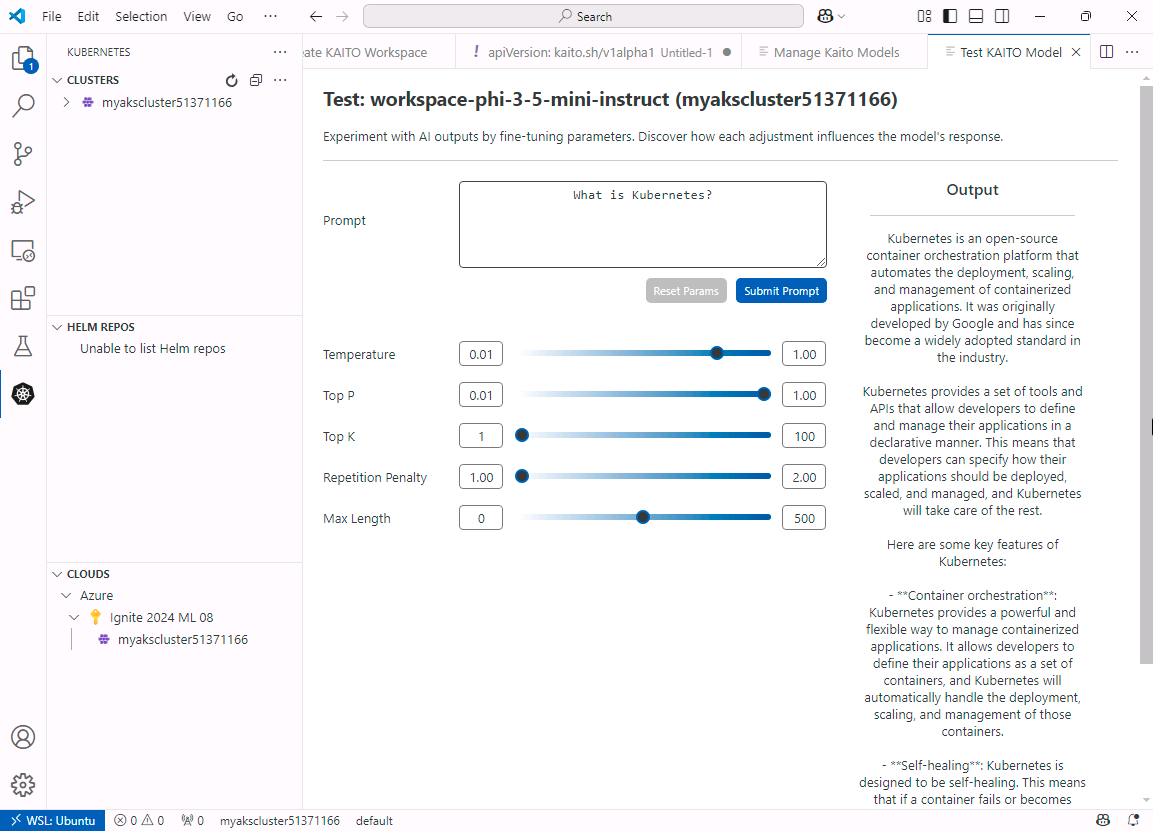 File Edit Selection View Go ··· Search
KUBERNETES ···
eate KAITO Workspace
! apiVersion: kaito.sh/v1alpha1 Untitled-1
Manage Kaito Models
Test KAITO Model
CLUSTERS
myakscluster51371166
HELM REPOS
Unable to list Helm repos
CLOUDS
Azure
Ignite 2024 ML 08
myakscluster51371166
1
Test: workspace-phi-3-5-mini-instruct (myakscluster51371166)
Experiment with AI outputs by fine-tuning parameters. Discover how each adjustment influences the model's response.
Prompt
What is Kubernetes?
Reset Params Submit Prompt
Temperature 0.01 1.00
Top P 0.01 1.00
Top K 1 100
Repetition Penalty 1.00 2.00
Max Length 0 500
Output
Kubernetes is an open-source
container orchestration platform that
automates the deployment, scaling,
and management of containerized
applications. It was originally
developed by Google and has since
become a widely adopted standard in
the industry.
Kubernetes provides a set of tools and
APIs that allow developers to define
and manage their applications in a
declarative manner. This means that
developers can specify how their
applications should be deployed,
scaled, and managed, and Kubernetes
will take care of the rest.
Here are some key features of
Kubernetes:
- **Container orchestration**:
Kubernetes provides a powerful and
flexible way to manage containerized
applications. It allows developers to
define their applications as a set of
containers, and Kubernetes will
automatically handle the deployment,
scaling, and management of those
containers.
- **Self-healing**: Kubernetes is
designed to be self-healing. This means
that if a container fails or becomes
WSL: Ubuntu 0 0 0 myakscluster51371166 default